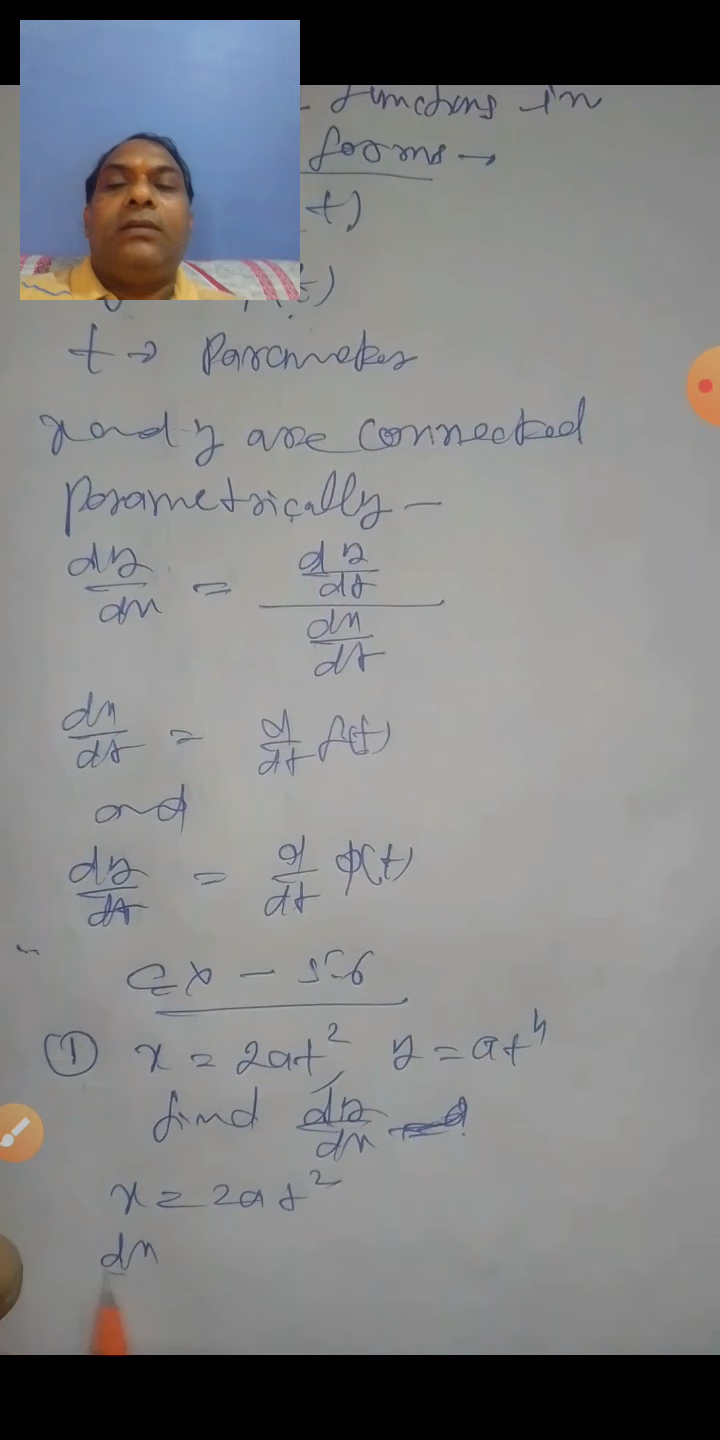 functions in
forms →
t)
(t)
t → Parameter
x and y are connected
parametrically —
dy/dx = (dy/dt)/(dx/dt)
dx/dt = d/dt f(t)
and
dy/dt = d/dt φ(t)
Ex - 5.6
① x = 2at² y = at⁴
find dy/dx
x = 2at²
dx